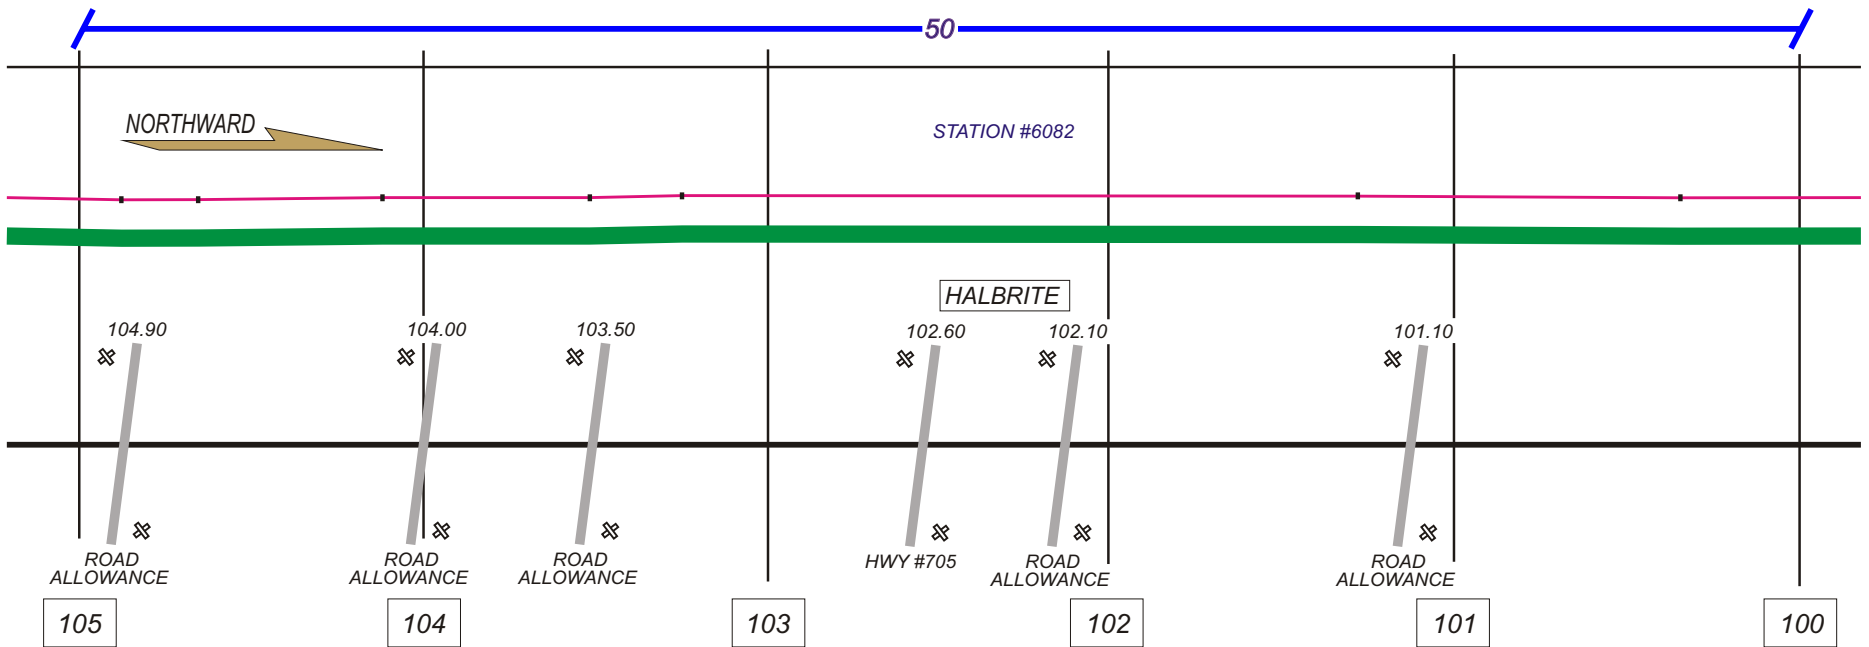 50
NORTHWARD
STATION #6082
HALBRITE
104.90
104.00
103.50
102.60
102.10
101.10
ROAD
ALLOWANCE
ROAD
ALLOWANCE
ROAD
ALLOWANCE
HWY #705
ROAD
ALLOWANCE
ROAD
ALLOWANCE
105
104
103
102
101
100